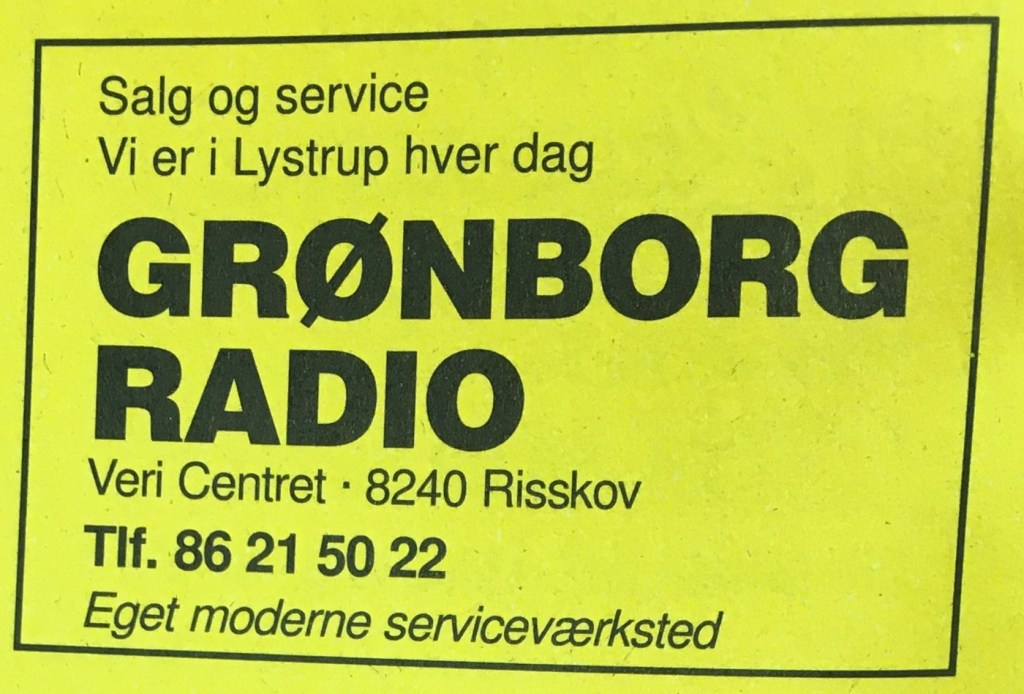 Salg og service
Vi er i Lystrup hver dag
GRØNBORG
RADIO
Veri Centret · 8240 Risskov
Tlf. 86 21 50 22
Eget moderne serviceværksted